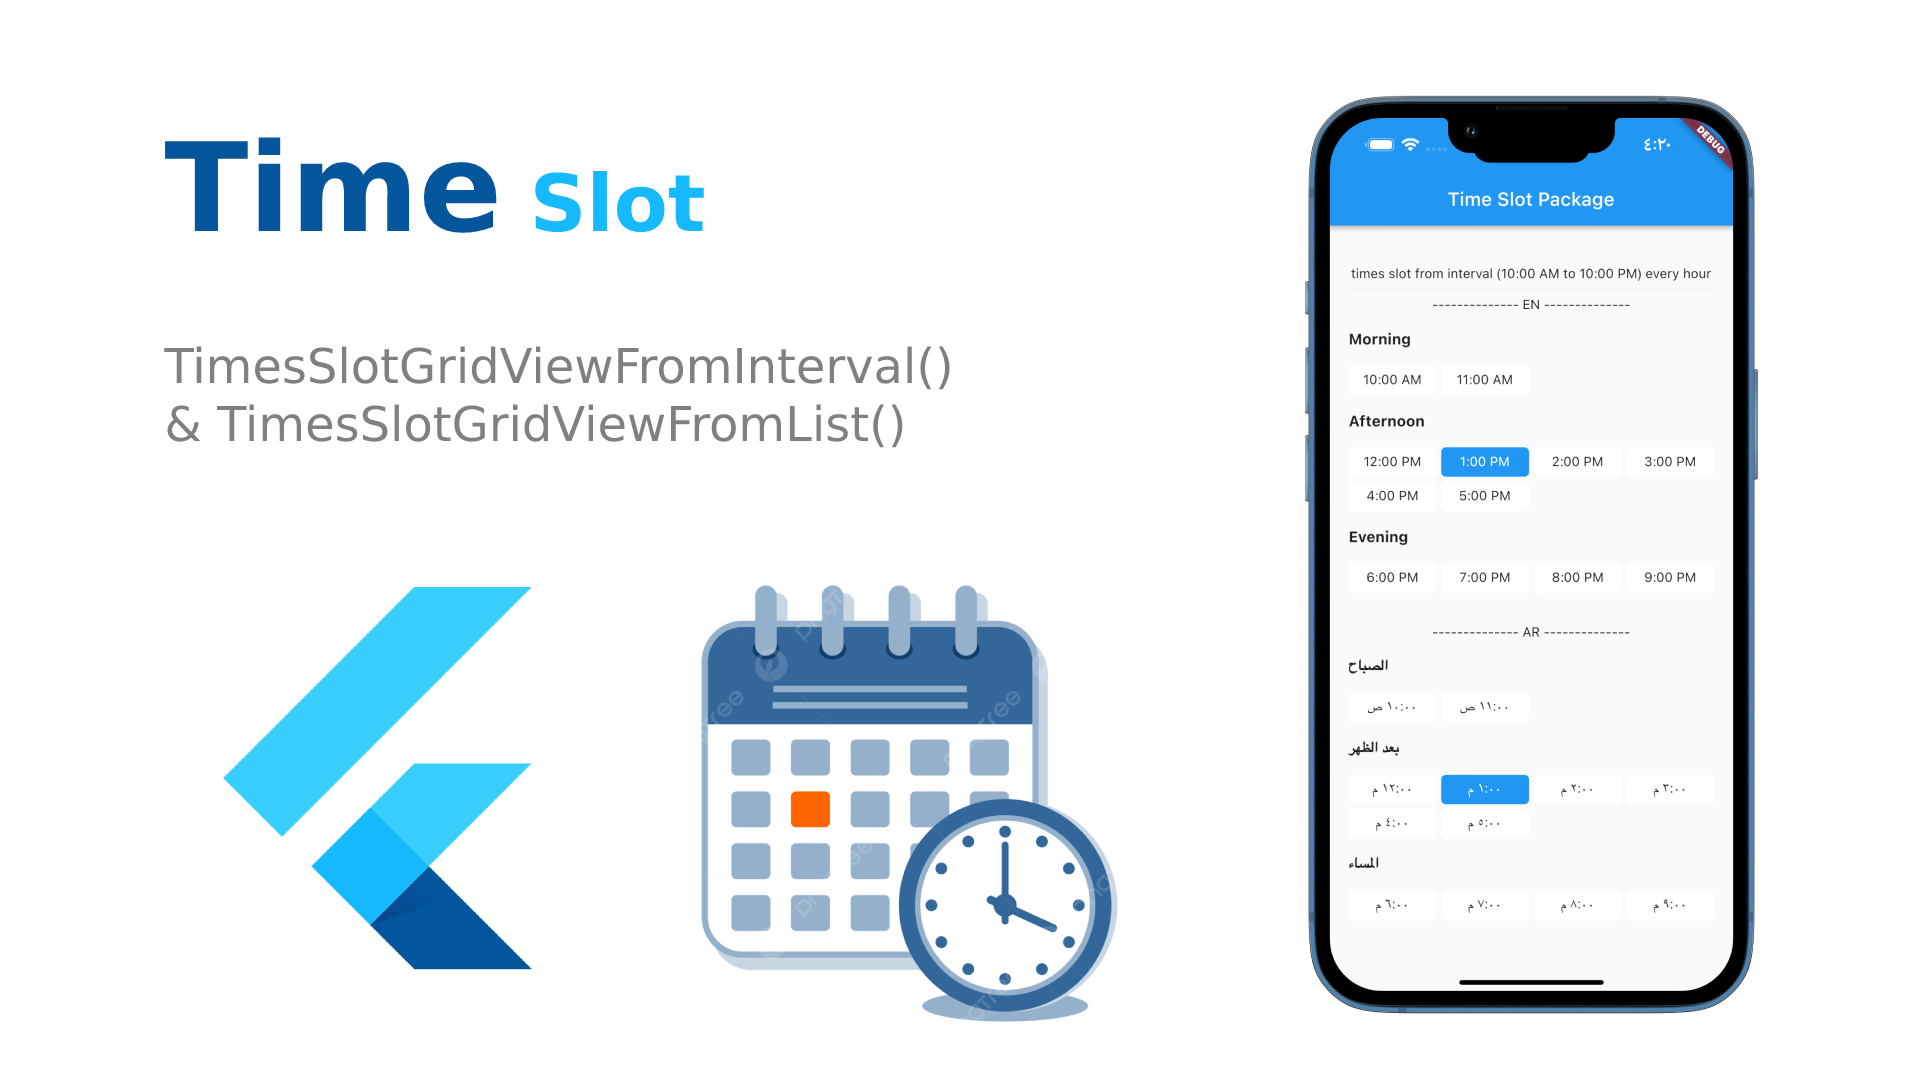 Time Slot
TimesSlotGridViewFromInterval()
& TimesSlotGridViewFromList()
٤:٢٠
DEBUG
Time Slot Package
times slot from interval (10:00 AM to 10:00 PM) every hour
-------------- EN --------------
Morning
10:00 AM 11:00 AM
Afternoon
12:00 PM 1:00 PM 2:00 PM 3:00 PM
4:00 PM 5:00 PM
Evening
6:00 PM 7:00 PM 8:00 PM 9:00 PM
-------------- AR --------------
الصباح
١٠:٠٠ ص ١١:٠٠ ص
بعد الظهر
١٢:٠٠ م ١:٠٠ م ٢:٠٠ م ٣:٠٠ م
٤:٠٠ م ٥:٠٠ م
المساء
٦:٠٠ م ٧:٠٠ م ٨:٠٠ م ٩:٠٠ م